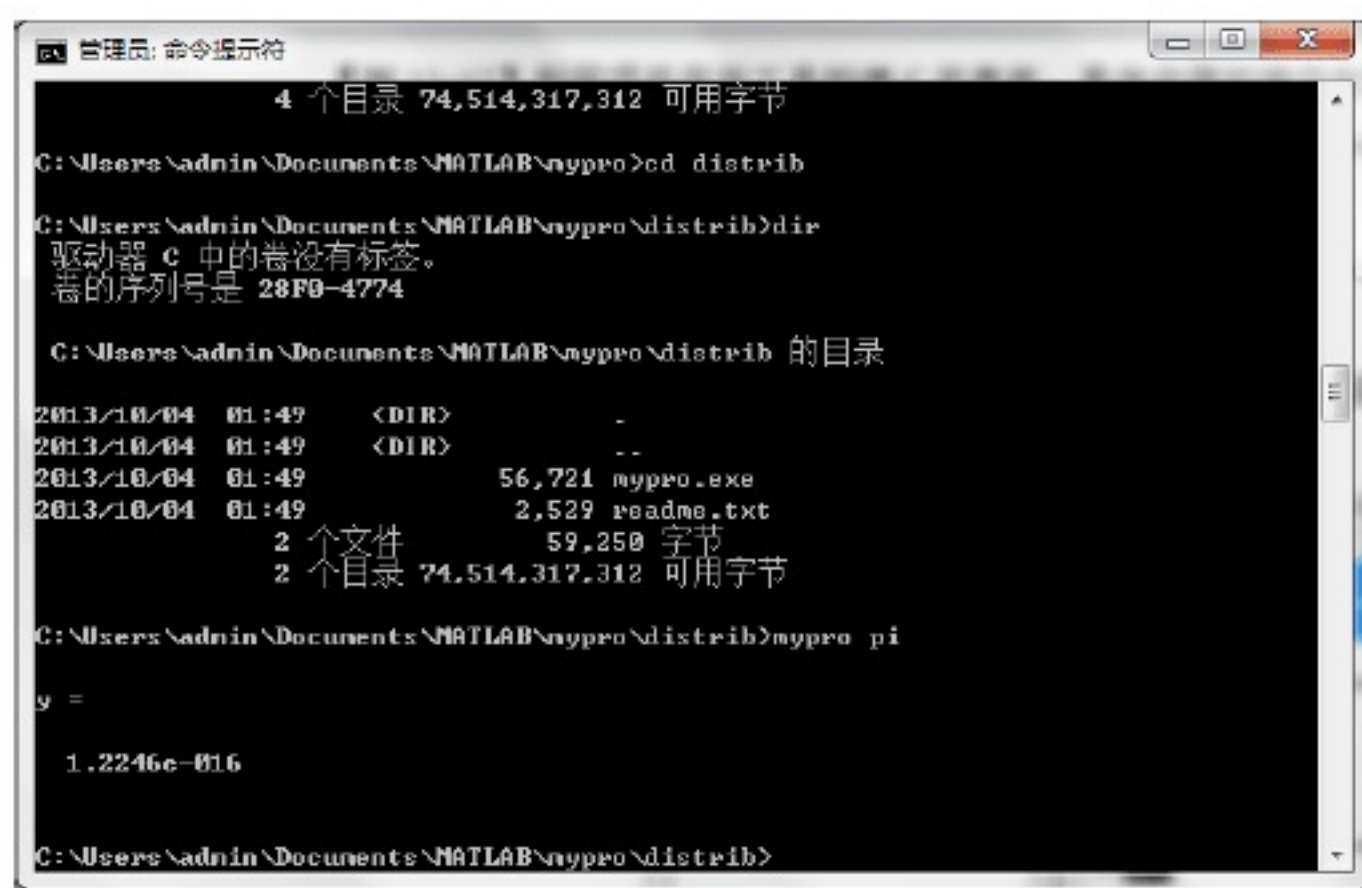 管理员: 命令提示符
4 个目录 74,514,317,312 可用字节
C:\Users\admin\Documents\MATLAB\mypro>cd distrib
C:\Users\admin\Documents\MATLAB\mypro\distrib>dir
驱动器 C 中的卷没有标签。
卷的序列号是 28F0-4774
C:\Users\admin\Documents\MATLAB\mypro\distrib 的目录
2013/10/04 01:49 <DIR> .
2013/10/04 01:49 <DIR> ..
2013/10/04 01:49 56,721 mypro.exe
2013/10/04 01:49 2,529 readme.txt
2 个文件 59,250 字节
2 个目录 74,514,317,312 可用字节
C:\Users\admin\Documents\MATLAB\mypro\distrib>mypro pi
y =
1.2246e-016
C:\Users\admin\Documents\MATLAB\mypro\distrib>